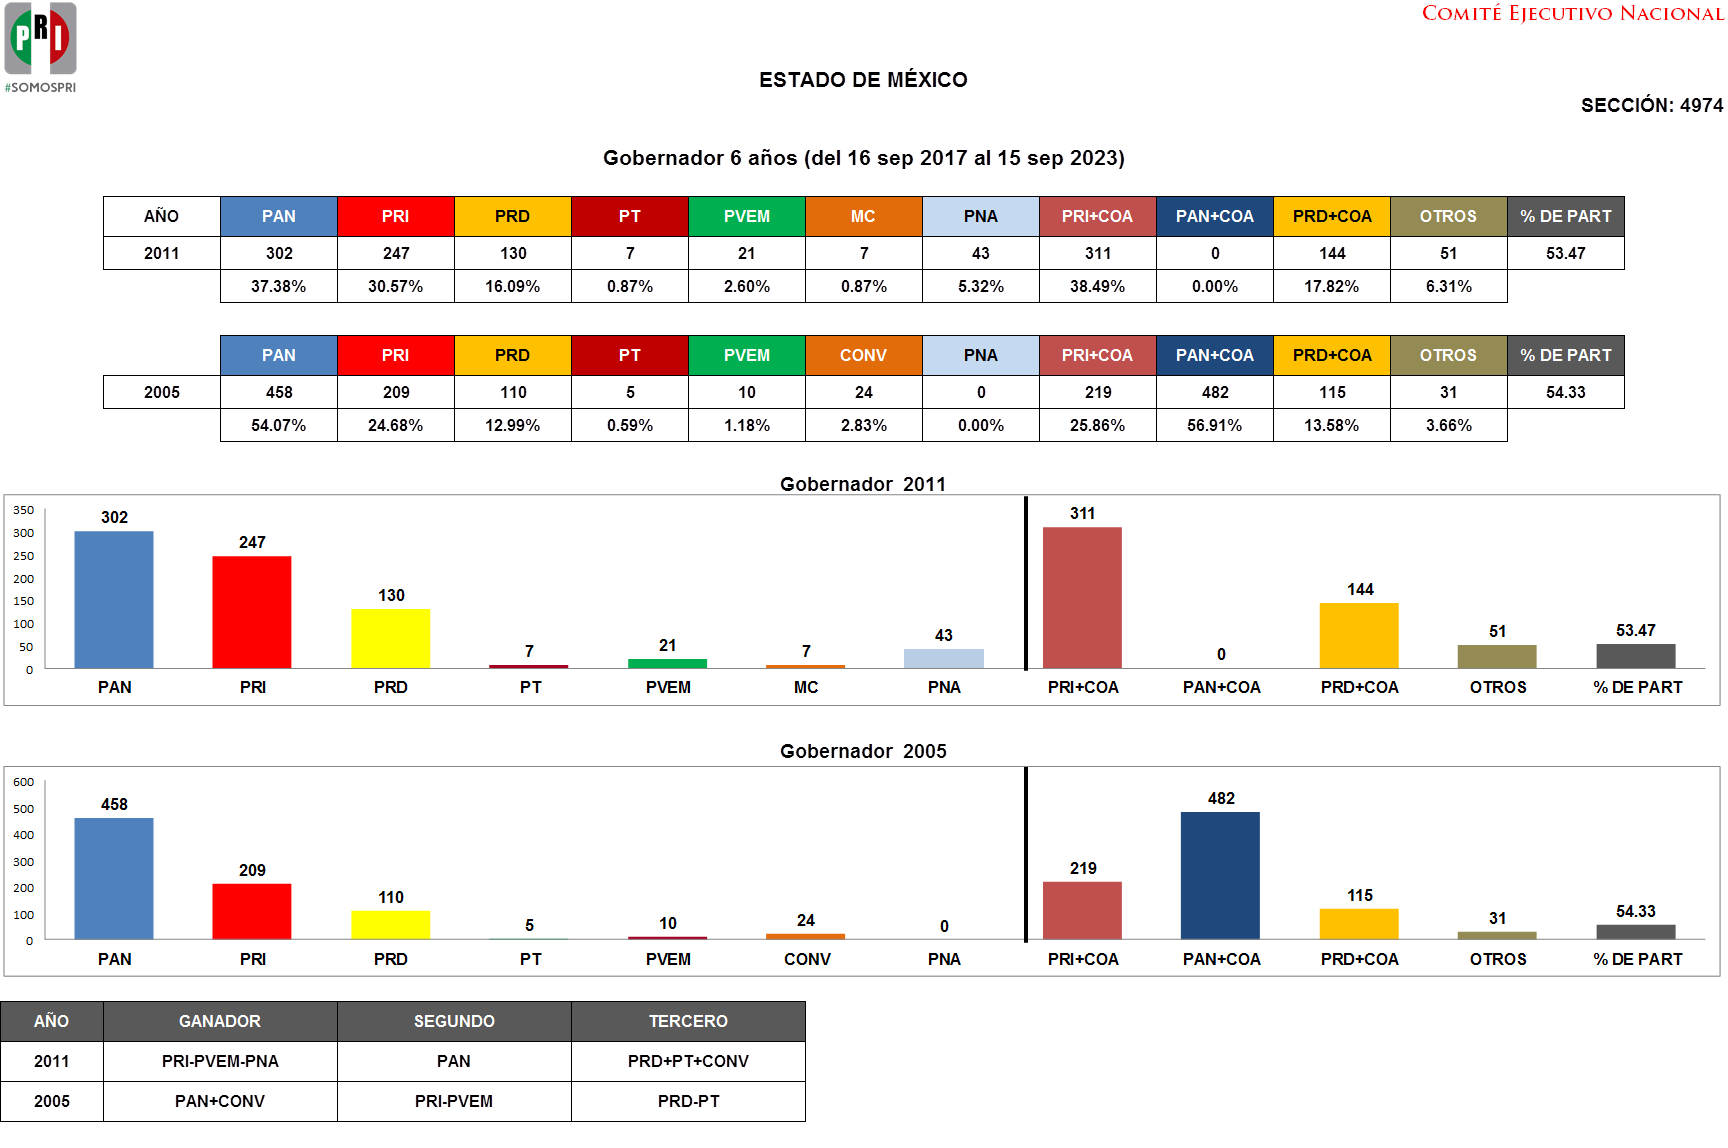 PRI
#SOMOSPRI
COMITÉ EJECUTIVO NACIONAL
ESTADO DE MÉXICO
SECCIÓN: 4974
Gobernador 6 años (del 16 sep 2017 al 15 sep 2023)
AÑO PAN PRI PRD PT PVEM MC PNA PRI+COA PAN+COA PRD+COA OTROS % DE PART
2011 302 247 130 7 21 7 43 311 0 144 51 53.47
37.38% 30.57% 16.09% 0.87% 2.60% 0.87% 5.32% 38.49% 0.00% 17.82% 6.31%
PAN PRI PRD PT PVEM CONV PNA PRI+COA PAN+COA PRD+COA OTROS % DE PART
2005 458 209 110 5 10 24 0 219 482 115 31 54.33
54.07% 24.68% 12.99% 0.59% 1.18% 2.83% 0.00% 25.86% 56.91% 13.58% 3.66%
Gobernador 2011
350
300
250
200
150
100
50
0
302 247 130 7 21 7 43 311 0 144 51 53.47
PAN PRI PRD PT PVEM MC PNA PRI+COA PAN+COA PRD+COA OTROS % DE PART
Gobernador 2005
600
500
400
300
200
100
0
458 209 110 5 10 24 0 219 482 115 31 54.33
PAN PRI PRD PT PVEM CONV PNA PRI+COA PAN+COA PRD+COA OTROS % DE PART
AÑO GANADOR SEGUNDO TERCERO
2011 PRI-PVEM-PNA PAN PRD+PT+CONV
2005 PAN+CONV PRI-PVEM PRD-PT